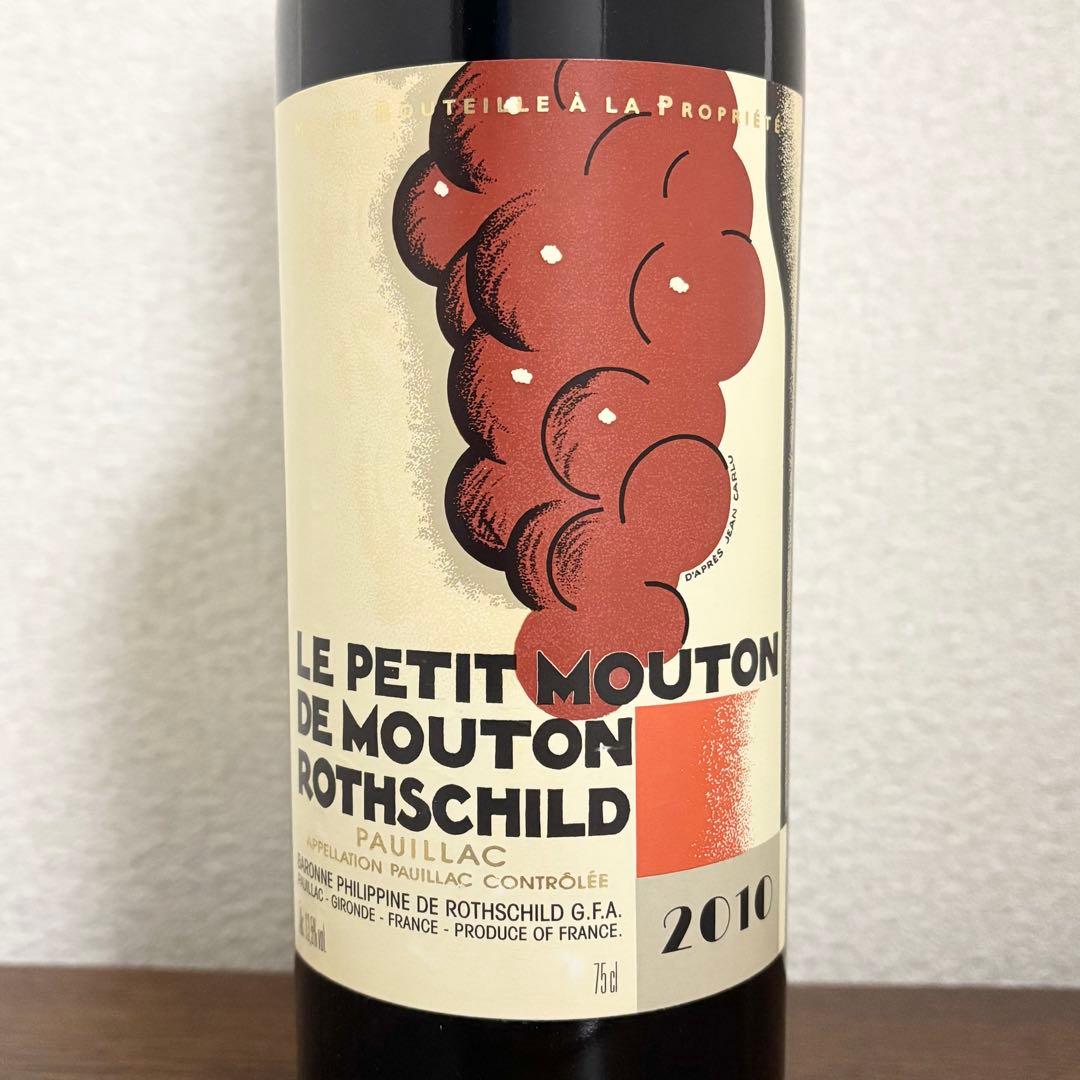 BOUTEILLE À LA PROPRIÉTÉ
D'APRÈS JEAN CARLU
LE PETIT MOUTON
DE MOUTON
ROTHSCHILD
PAUILLAC
APPELLATION PAUILLAC CONTRÔLÉE
BARONNE PHILIPPINE DE ROTHSCHILD G.F.A.
PAUILLAC - GIRONDE - FRANCE - PRODUCE OF FRANCE.
2010
75 cl